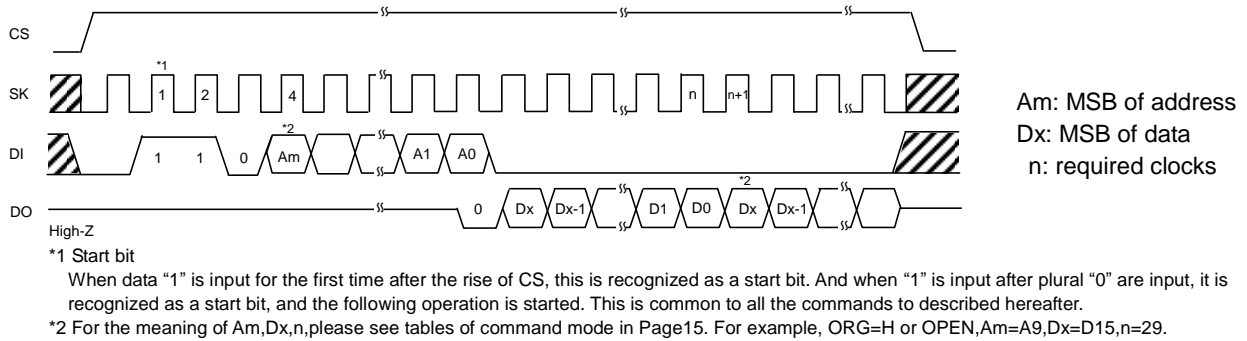 CS
*1
SK 1 2 4 n n+1
*2
DI 1 1 0 Am A1 A0
*2
DO 0 Dx Dx-1 D1 D0 Dx Dx-1
High-Z
Am: MSB of address
Dx: MSB of data
n: required clocks
*1 Start bit
When data “1” is input for the first time after the rise of CS, this is recognized as a start bit. And when “1” is input after plural “0” are input, it is
recognized as a start bit, and the following operation is started. This is common to all the commands to described hereafter.
*2 For the meaning of Am,Dx,n,please see tables of command mode in Page15. For example, ORG=H or OPEN,Am=A9,Dx=D15,n=29.